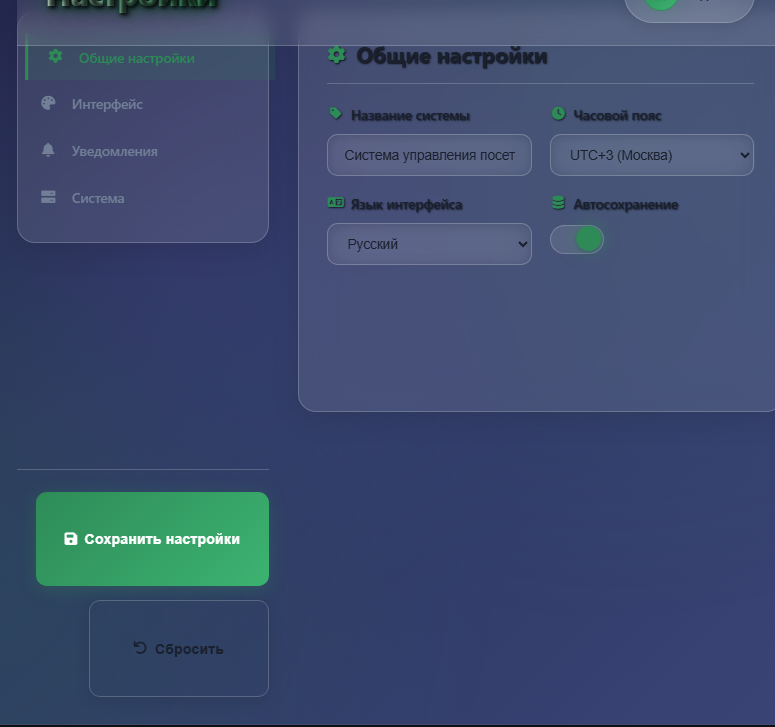 Настройки
Общие настройки
Интерфейс
Уведомления
Система
Общие настройки
Название системы
Часовой пояс
Система управления посет
UTC+3 (Москва)
Язык интерфейса
Автосохранение
Русский
Сохранить настройки
Сбросить